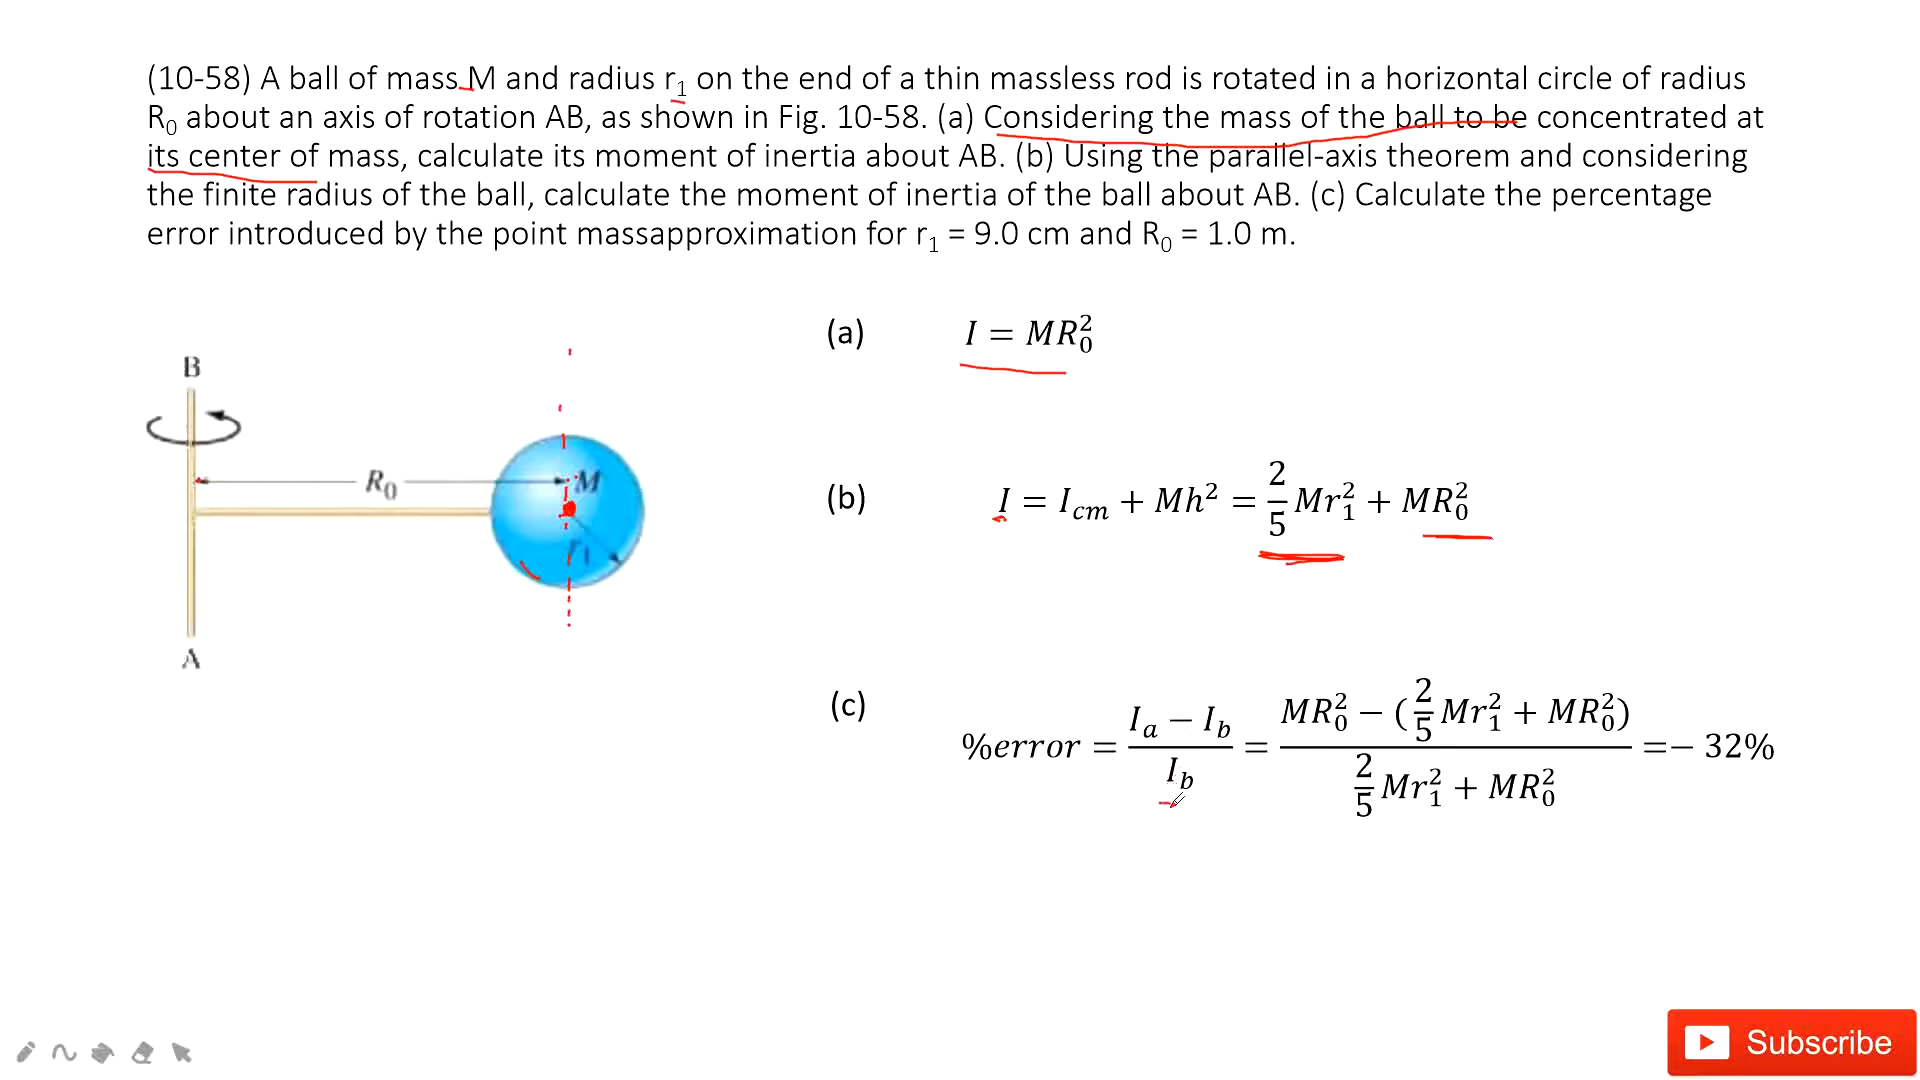 (10-58) A ball of mass M and radius r₁ on the end of a thin massless rod is rotated in a horizontal circle of radius
R₀ about an axis of rotation AB, as shown in Fig. 10-58. (a) Considering the mass of the ball to be concentrated at
its center of mass, calculate its moment of inertia about AB. (b) Using the parallel-axis theorem and considering
the finite radius of the ball, calculate the moment of inertia of the ball about AB. (c) Calculate the percentage
error introduced by the point massapproximation for r₁ = 9.0 cm and R₀ = 1.0 m.
B
R₀
M
r₁
A
(a) I = MR₀²
(b) I = I_cm + Mh² = 2/5 Mr₁² + MR₀²
(c) %error = (I_a − I_b)/I_b = (MR₀² − (2/5 Mr₁² + MR₀²))/(2/5 Mr₁² + MR₀²) =− 32%
Subscribe